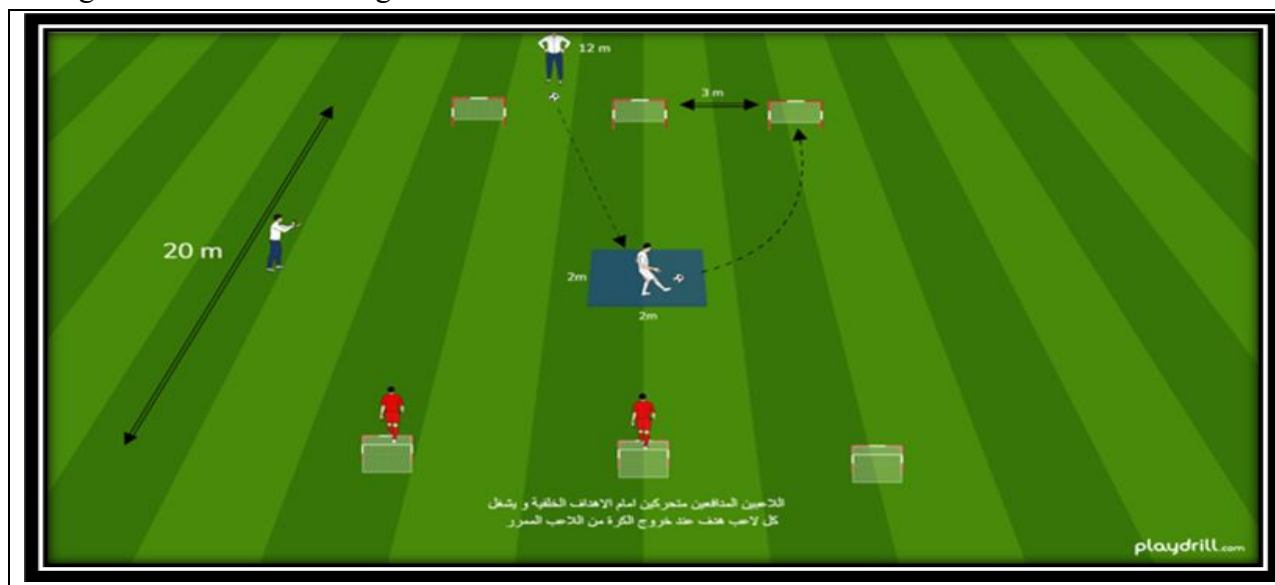 12 m
3 m
20 m
2m
2m
اللاعبين المدافعين متحركين امام الاهداف الخلفية و يشغل
كل لاعب هدف عند خروج الكرة من اللاعب الممرر
playdrill.com